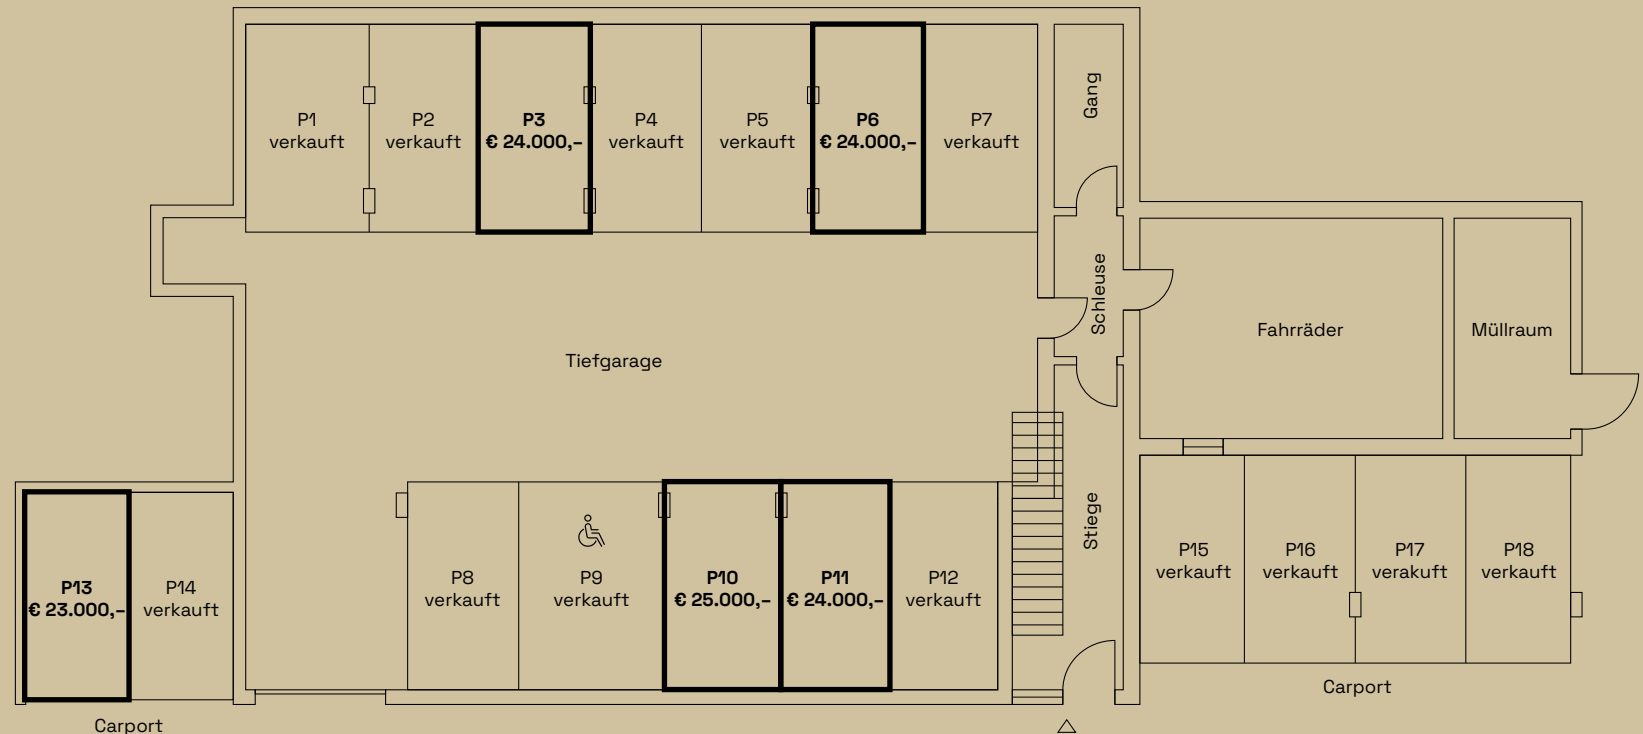 P1
verkauft
P2
verkauft
P3
€ 24.000,–
P4
verkauft
P5
verkauft
P6
€ 24.000,–
P7
verkauft
Gang
Schleuse
Fahrräder
Müllraum
Tiefgarage
Stiege
P13
€ 23.000,–
P14
verkauft
P8
verkauft
P9
verkauft
P10
€ 25.000,–
P11
€ 24.000,–
P12
verkauft
P15
verkauft
P16
verkauft
P17
verakuft
P18
verkauft
Carport
Carport